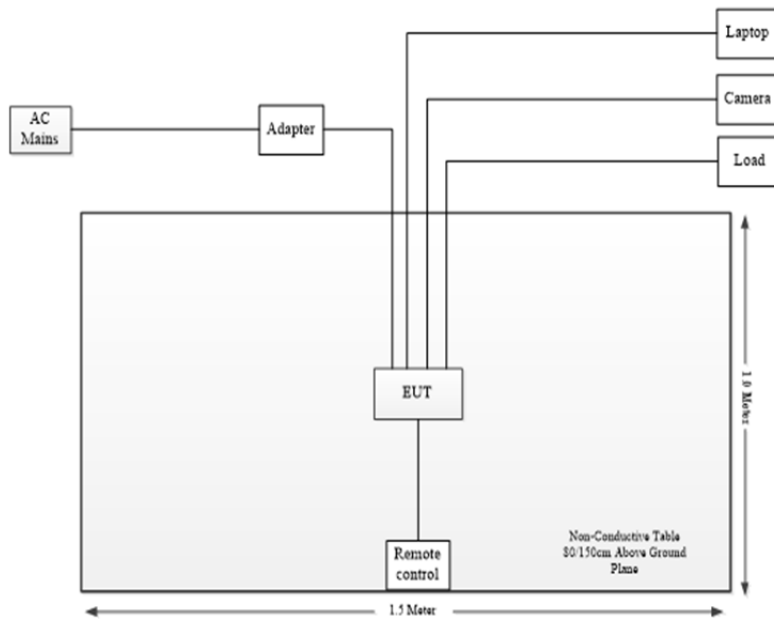 Laptop
Camera
AC
Mains
Adapter
Load
EUT
1.0 Meter
Non-Conductive Table
80/150cm Above Ground
Plane
Remote
control
1.5 Meter